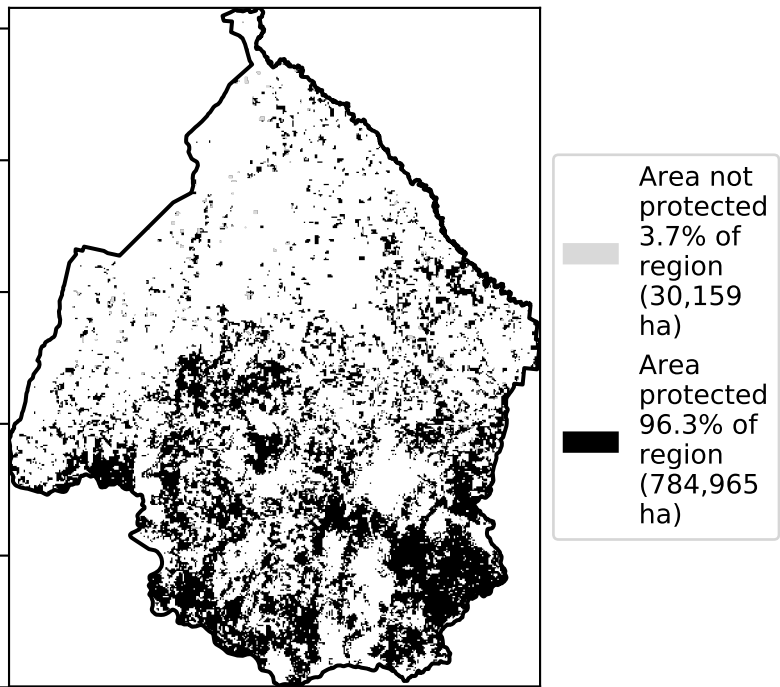 Area not
protected
3.7% of
region
(30,159
ha)
Area
protected
96.3% of
region
(784,965
ha)